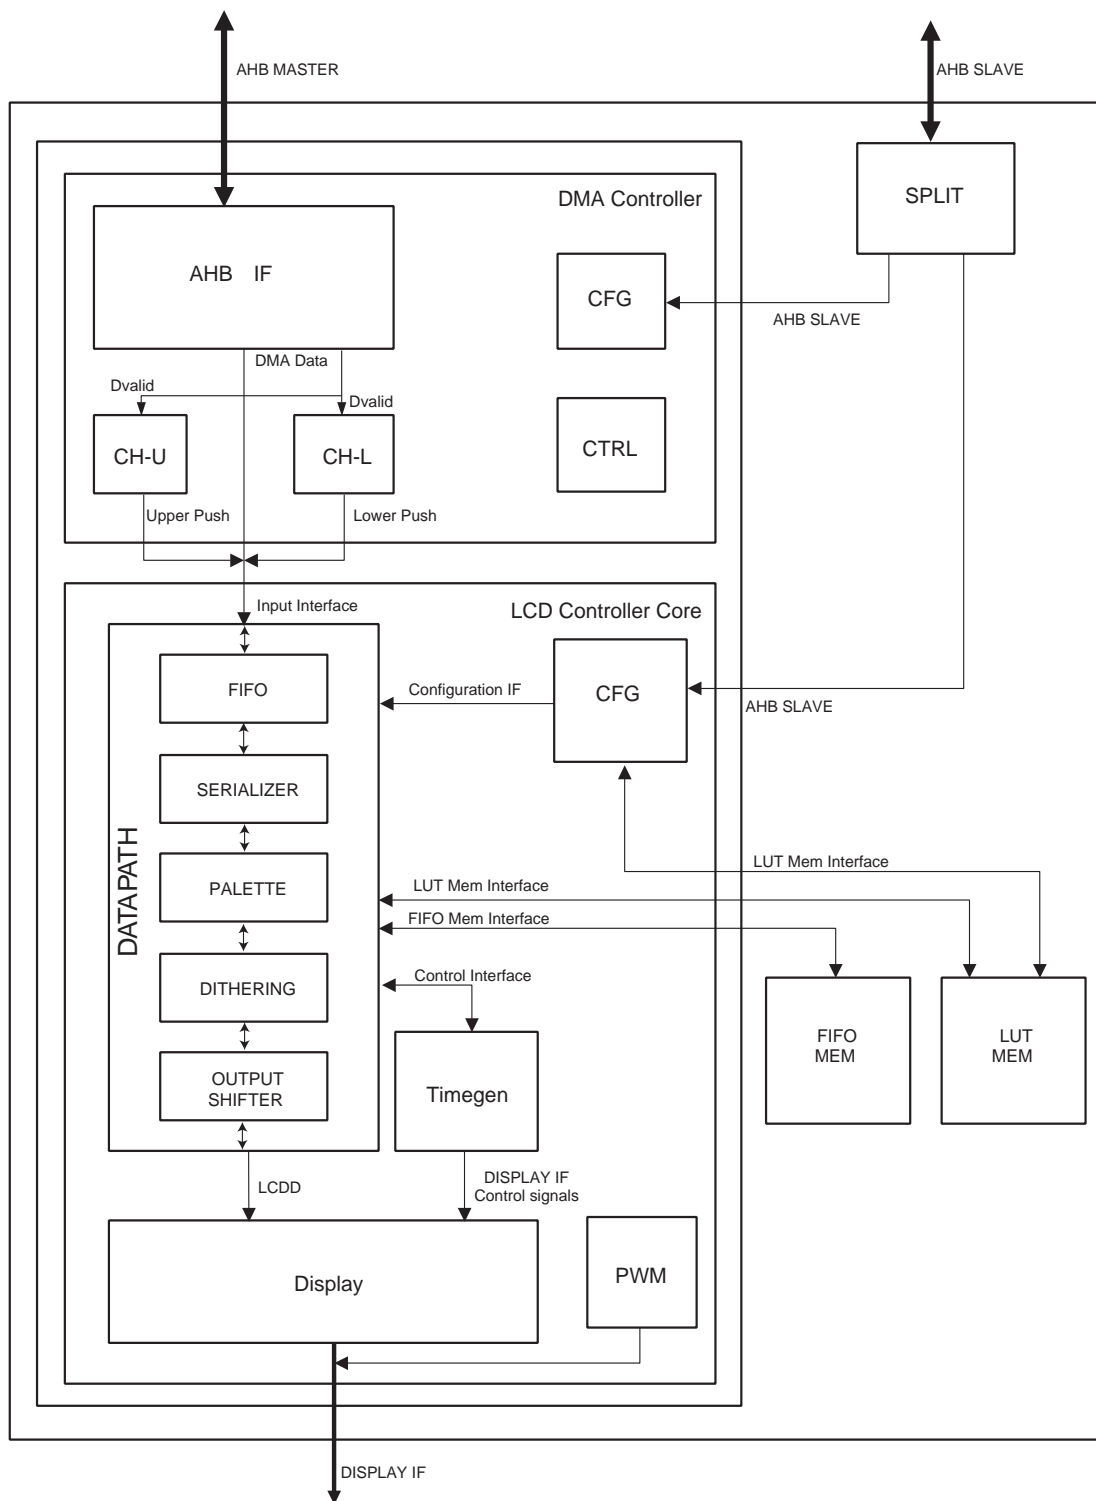 AHB MASTER
AHB SLAVE
DMA Controller
SPLIT
AHB IF
CFG
AHB SLAVE
DMA Data
Dvalid
Dvalid
CH-U
CH-L
CTRL
Upper Push
Lower Push
Input Interface
LCD Controller Core
FIFO
Configuration IF
CFG
AHB SLAVE
SERIALIZER
DATAPATH
PALETTE
LUT Mem Interface
LUT Mem Interface
FIFO Mem Interface
DITHERING
Control Interface
FIFO
MEM
LUT
MEM
OUTPUT
SHIFTER
Timegen
LCDD
DISPLAY IF
Control signals
Display
PWM
DISPLAY IF